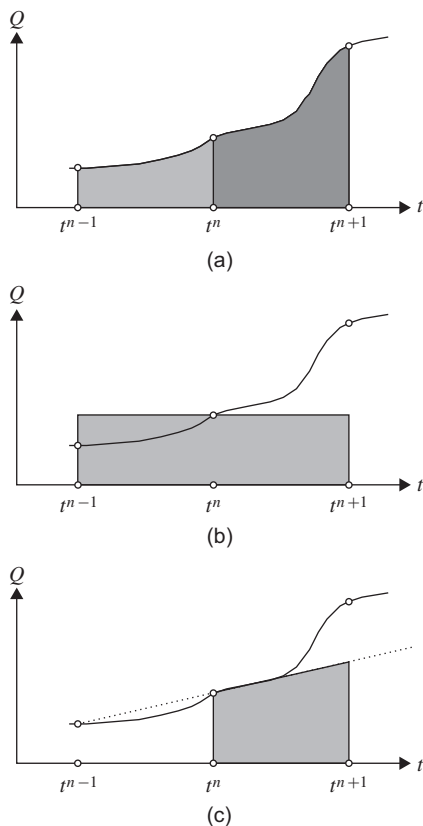 Q
t
t^{n−1} t^n t^{n+1}
(a)
Q
t
t^{n−1} t^n t^{n+1}
(b)
Q
t
t^{n−1} t^n t^{n+1}
(c)